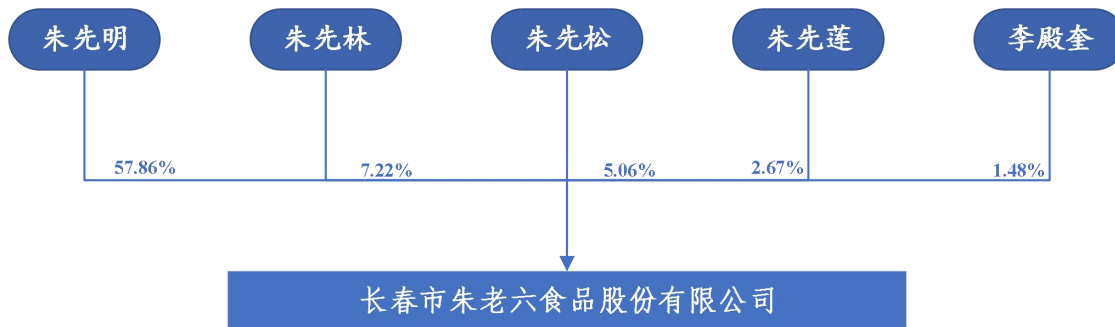 朱先明
朱先林
朱先松
朱先莲
李殿奎
57.86%
7.22%
5.06%
2.67%
1.48%
长春市朱老六食品股份有限公司